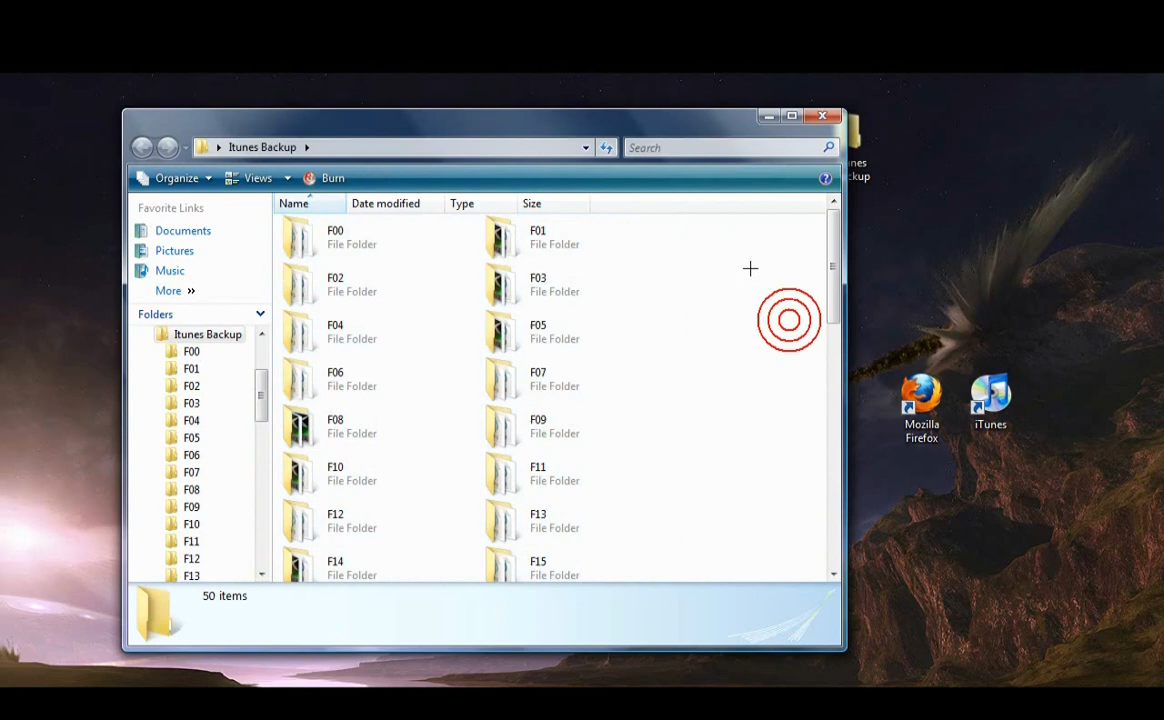 Itunes Backup
Search
Organize
Views
Burn
Favorite Links
Documents
Pictures
Music
More »
Folders
Itunes Backup
F00
F01
F02
F03
F04
F05
F06
F07
F08
F09
F10
F11
F12
F13
Name
Date modified
Type
Size
F00
File Folder
F01
File Folder
F02
File Folder
F03
File Folder
F04
File Folder
F05
File Folder
F06
File Folder
F07
File Folder
F08
File Folder
F09
File Folder
F10
File Folder
F11
File Folder
F12
File Folder
F13
File Folder
F14
File Folder
F15
File Folder
50 items
Mozilla
Firefox
iTunes